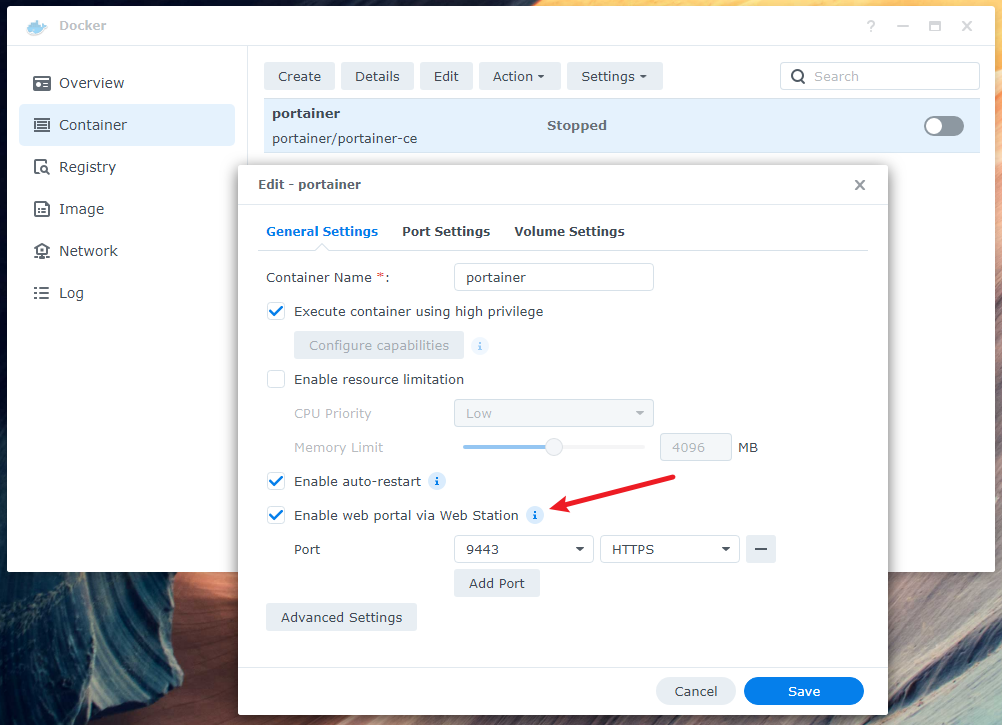 Docker
?
Overview
Container
Registry
Image
Network
Log
Create Details Edit Action Settings Search
portainer
portainer/portainer-ce
Stopped
Edit - portainer
General Settings Port Settings Volume Settings
Container Name *: portainer
Execute container using high privilege
Configure capabilities i
Enable resource limitation
CPU Priority Low
Memory Limit 4096 MB
Enable auto-restart i
Enable web portal via Web Station i
Port 9443 HTTPS
Add Port
Advanced Settings
Cancel Save